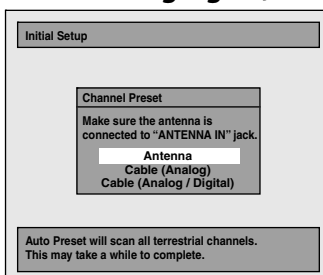 Initial Setup
Channel Preset
Make sure the antenna is
connected to “ANTENNA IN” jack.
Antenna
Cable (Analog)
Cable (Analog / Digital)
Auto Preset will scan all terrestrial channels.
This may take a while to complete.